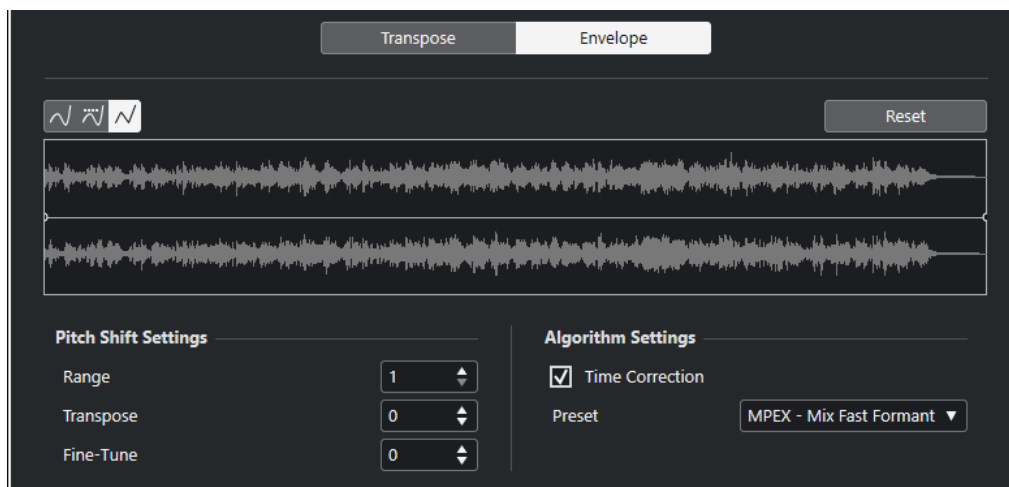 Transpose
Envelope
Reset
Pitch Shift Settings
Range
1
Transpose
0
Fine-Tune
0
Algorithm Settings
Time Correction
Preset
MPEX - Mix Fast Formant